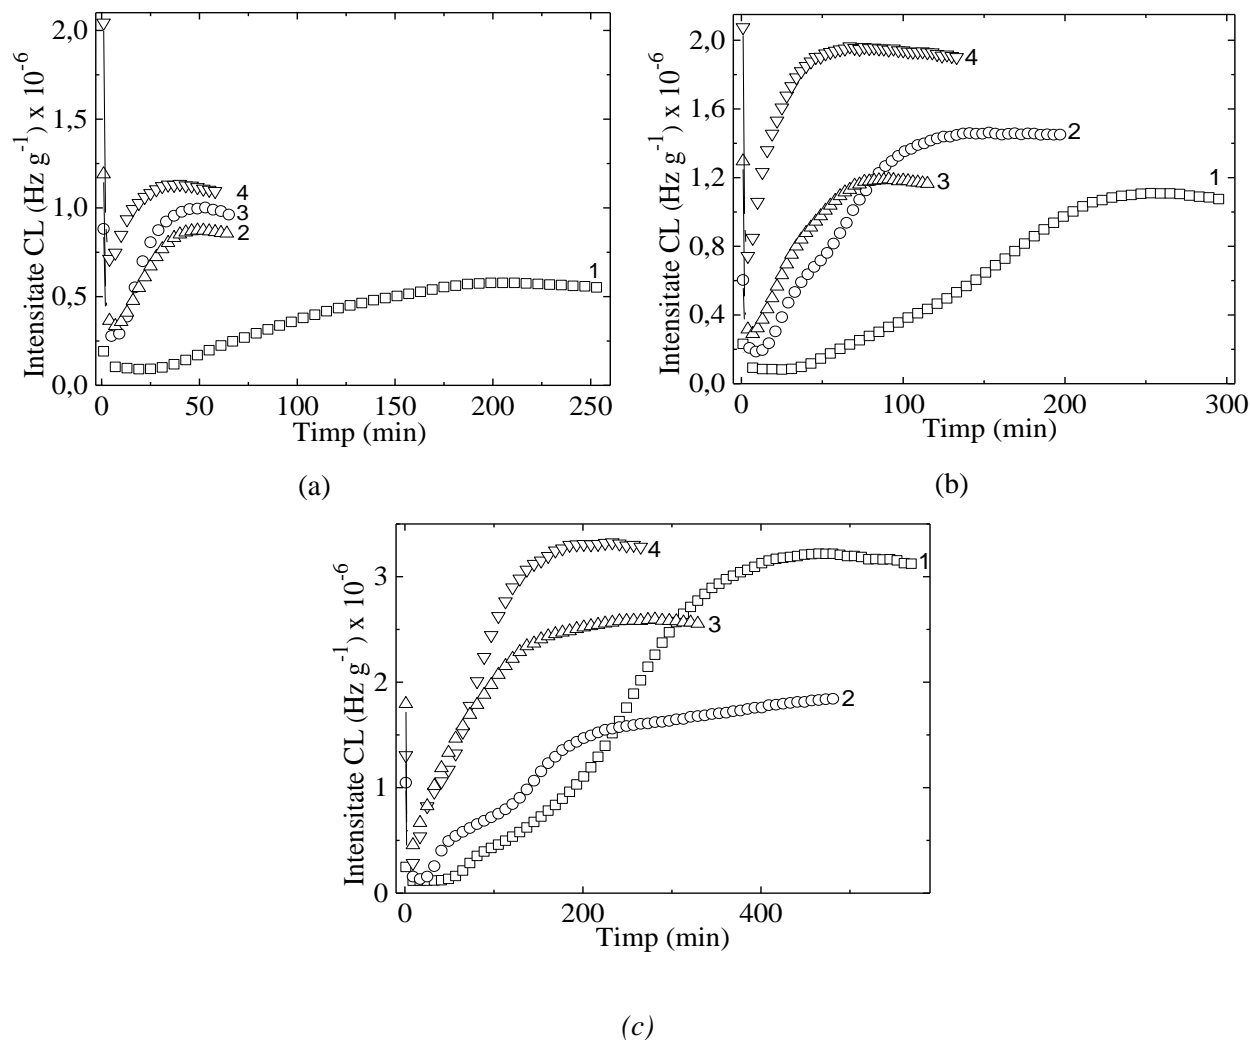 2,0
1,5
1,0
0,5
0,0
Intensitate CL (Hz g⁻¹) x 10⁻⁶
4
3
2
1
0 50 100 150 200 250
Timp (min)
(a)
2,0
1,6
1,2
0,8
0,4
0,0
Intensitate CL (Hz g⁻¹) x 10⁻⁶
4
2
3
1
0 100 200 300
Timp (min)
(b)
3
2
1
0
Intensitate CL (Hz g⁻¹) x 10⁻⁶
4
1
3
2
0 200 400
Timp (min)
(c)